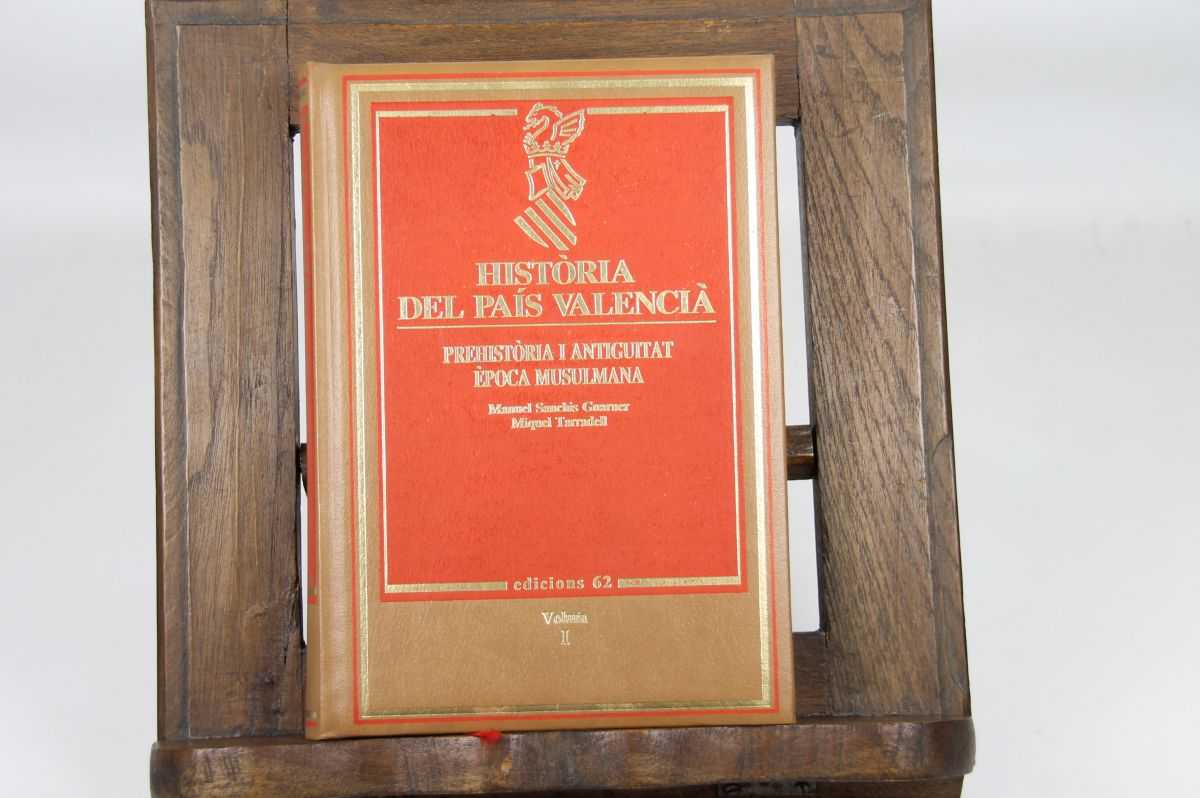 HISTÒRIA
DEL PAÍS VALENCIÀ
PREHISTÒRIA I ANTIGUITAT
ÈPOCA MUSULMANA
Manuel Sanchis Guarner
Miquel Tarradell
edicions 62
Volum
I